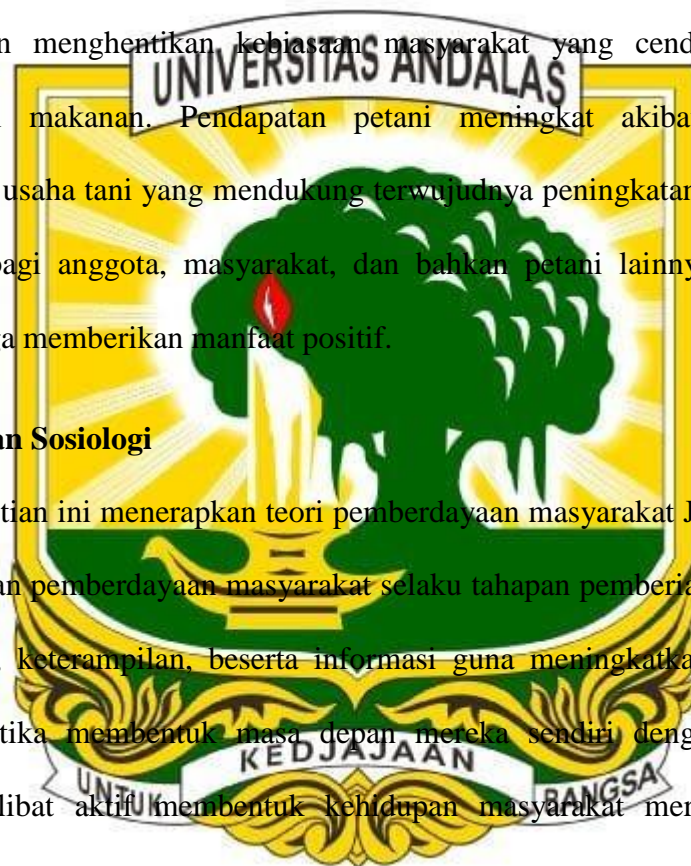 n menghentikan kebiasaan masyarakat yang cend
UNIVERSITAS ANDALAS
makanan. Pendapatan petani meningkat akiba
usaha tani yang mendukung terwujudnya peningkatan
bagi anggota, masyarakat, dan bahkan petani lainny
ga memberikan manfaat positif.
an Sosiologi
tian ini menerapkan teori pemberdayaan masyarakat J
an pemberdayaan masyarakat selaku tahapan pemberia
keterampilan, beserta informasi guna meningkatka
tika membentuk masa depan mereka sendiri deng
KEDJAJAAN
UNTUK BANGSA
libat aktif membentuk kehidupan masyarakat mer